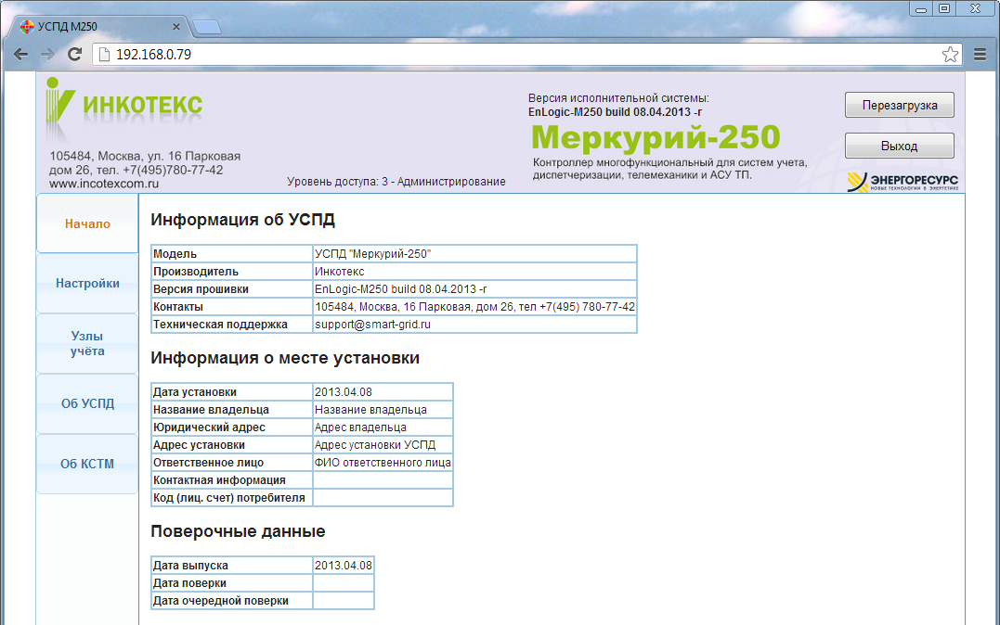 УСПД М250
192.168.0.79
ИНКОТЕКС
105484, Москва, ул. 16 Парковая
дом 26, тел. +7(495)780-77-42
www.incotexcom.ru
Уровень доступа: 3 - Администрирование
Версия исполнительной системы:
EnLogic-M250 build 08.04.2013 -r
Меркурий-250
Контроллер многофункциональный для систем учета,
диспетчеризации, телемеханики и АСУ ТП.
Перезагрузка
Выход
ЭНЕРГОРЕСУРС
НОВЫЕ ТЕХНОЛОГИИ В ЭНЕРГЕТИКЕ
Начало
Настройки
Узлы
учёта
Об УСПД
Об КСТМ
Информация об УСПД
Модель УСПД "Меркурий-250"
Производитель Инкотекс
Версия прошивки EnLogic-M250 build 08.04.2013 -r
Контакты 105484, Москва, 16 Парковая, дом 26, тел +7(495) 780-77-42
Техническая поддержка support@smart-grid.ru
Информация о месте установки
Дата установки 2013.04.08
Название владельца Название владельца
Юридический адрес Адрес владельца
Адрес установки Адрес установки УСПД
Ответственное лицо ФИО ответственного лица
Контактная информация
Код (лиц. счет) потребителя
Поверочные данные
Дата выпуска 2013.04.08
Дата поверки
Дата очередной поверки